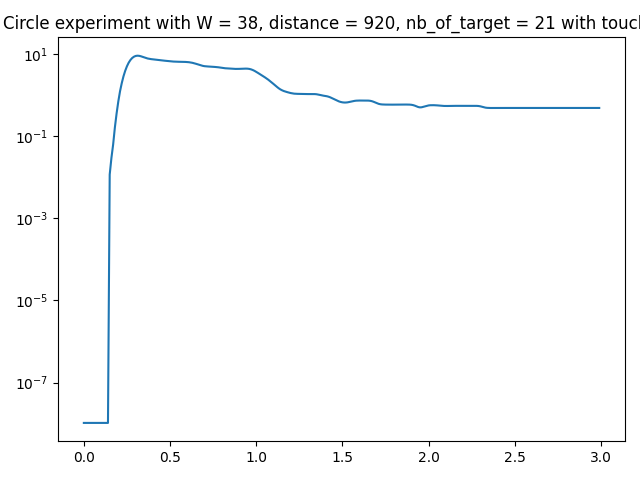 Circle experiment with W = 38, distance = 920, nb_of_target = 21 with touch
10¹
10⁻¹
10⁻³
10⁻⁵
10⁻⁷
0.0 0.5 1.0 1.5 2.0 2.5 3.0